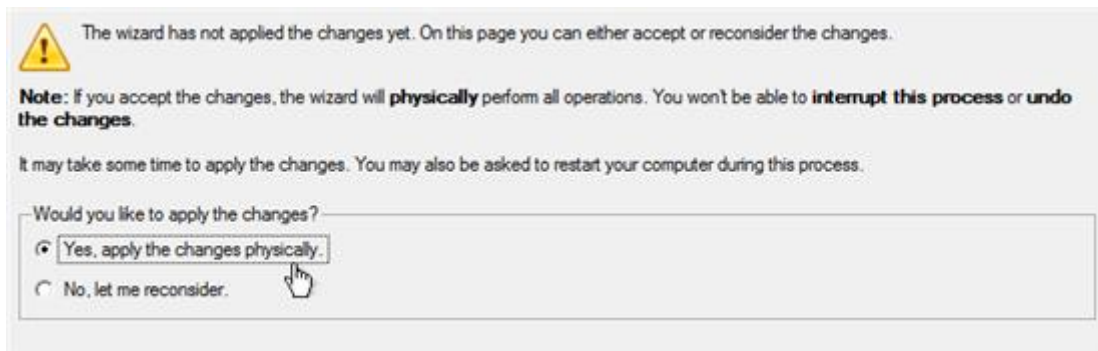 The wizard has not applied the changes yet. On this page you can either accept or reconsider the changes.
Note: If you accept the changes, the wizard will physically perform all operations. You won't be able to interrupt this process or undo
the changes.
It may take some time to apply the changes. You may also be asked to restart your computer during this process.
Would you like to apply the changes?
Yes, apply the changes physically.
No, let me reconsider.